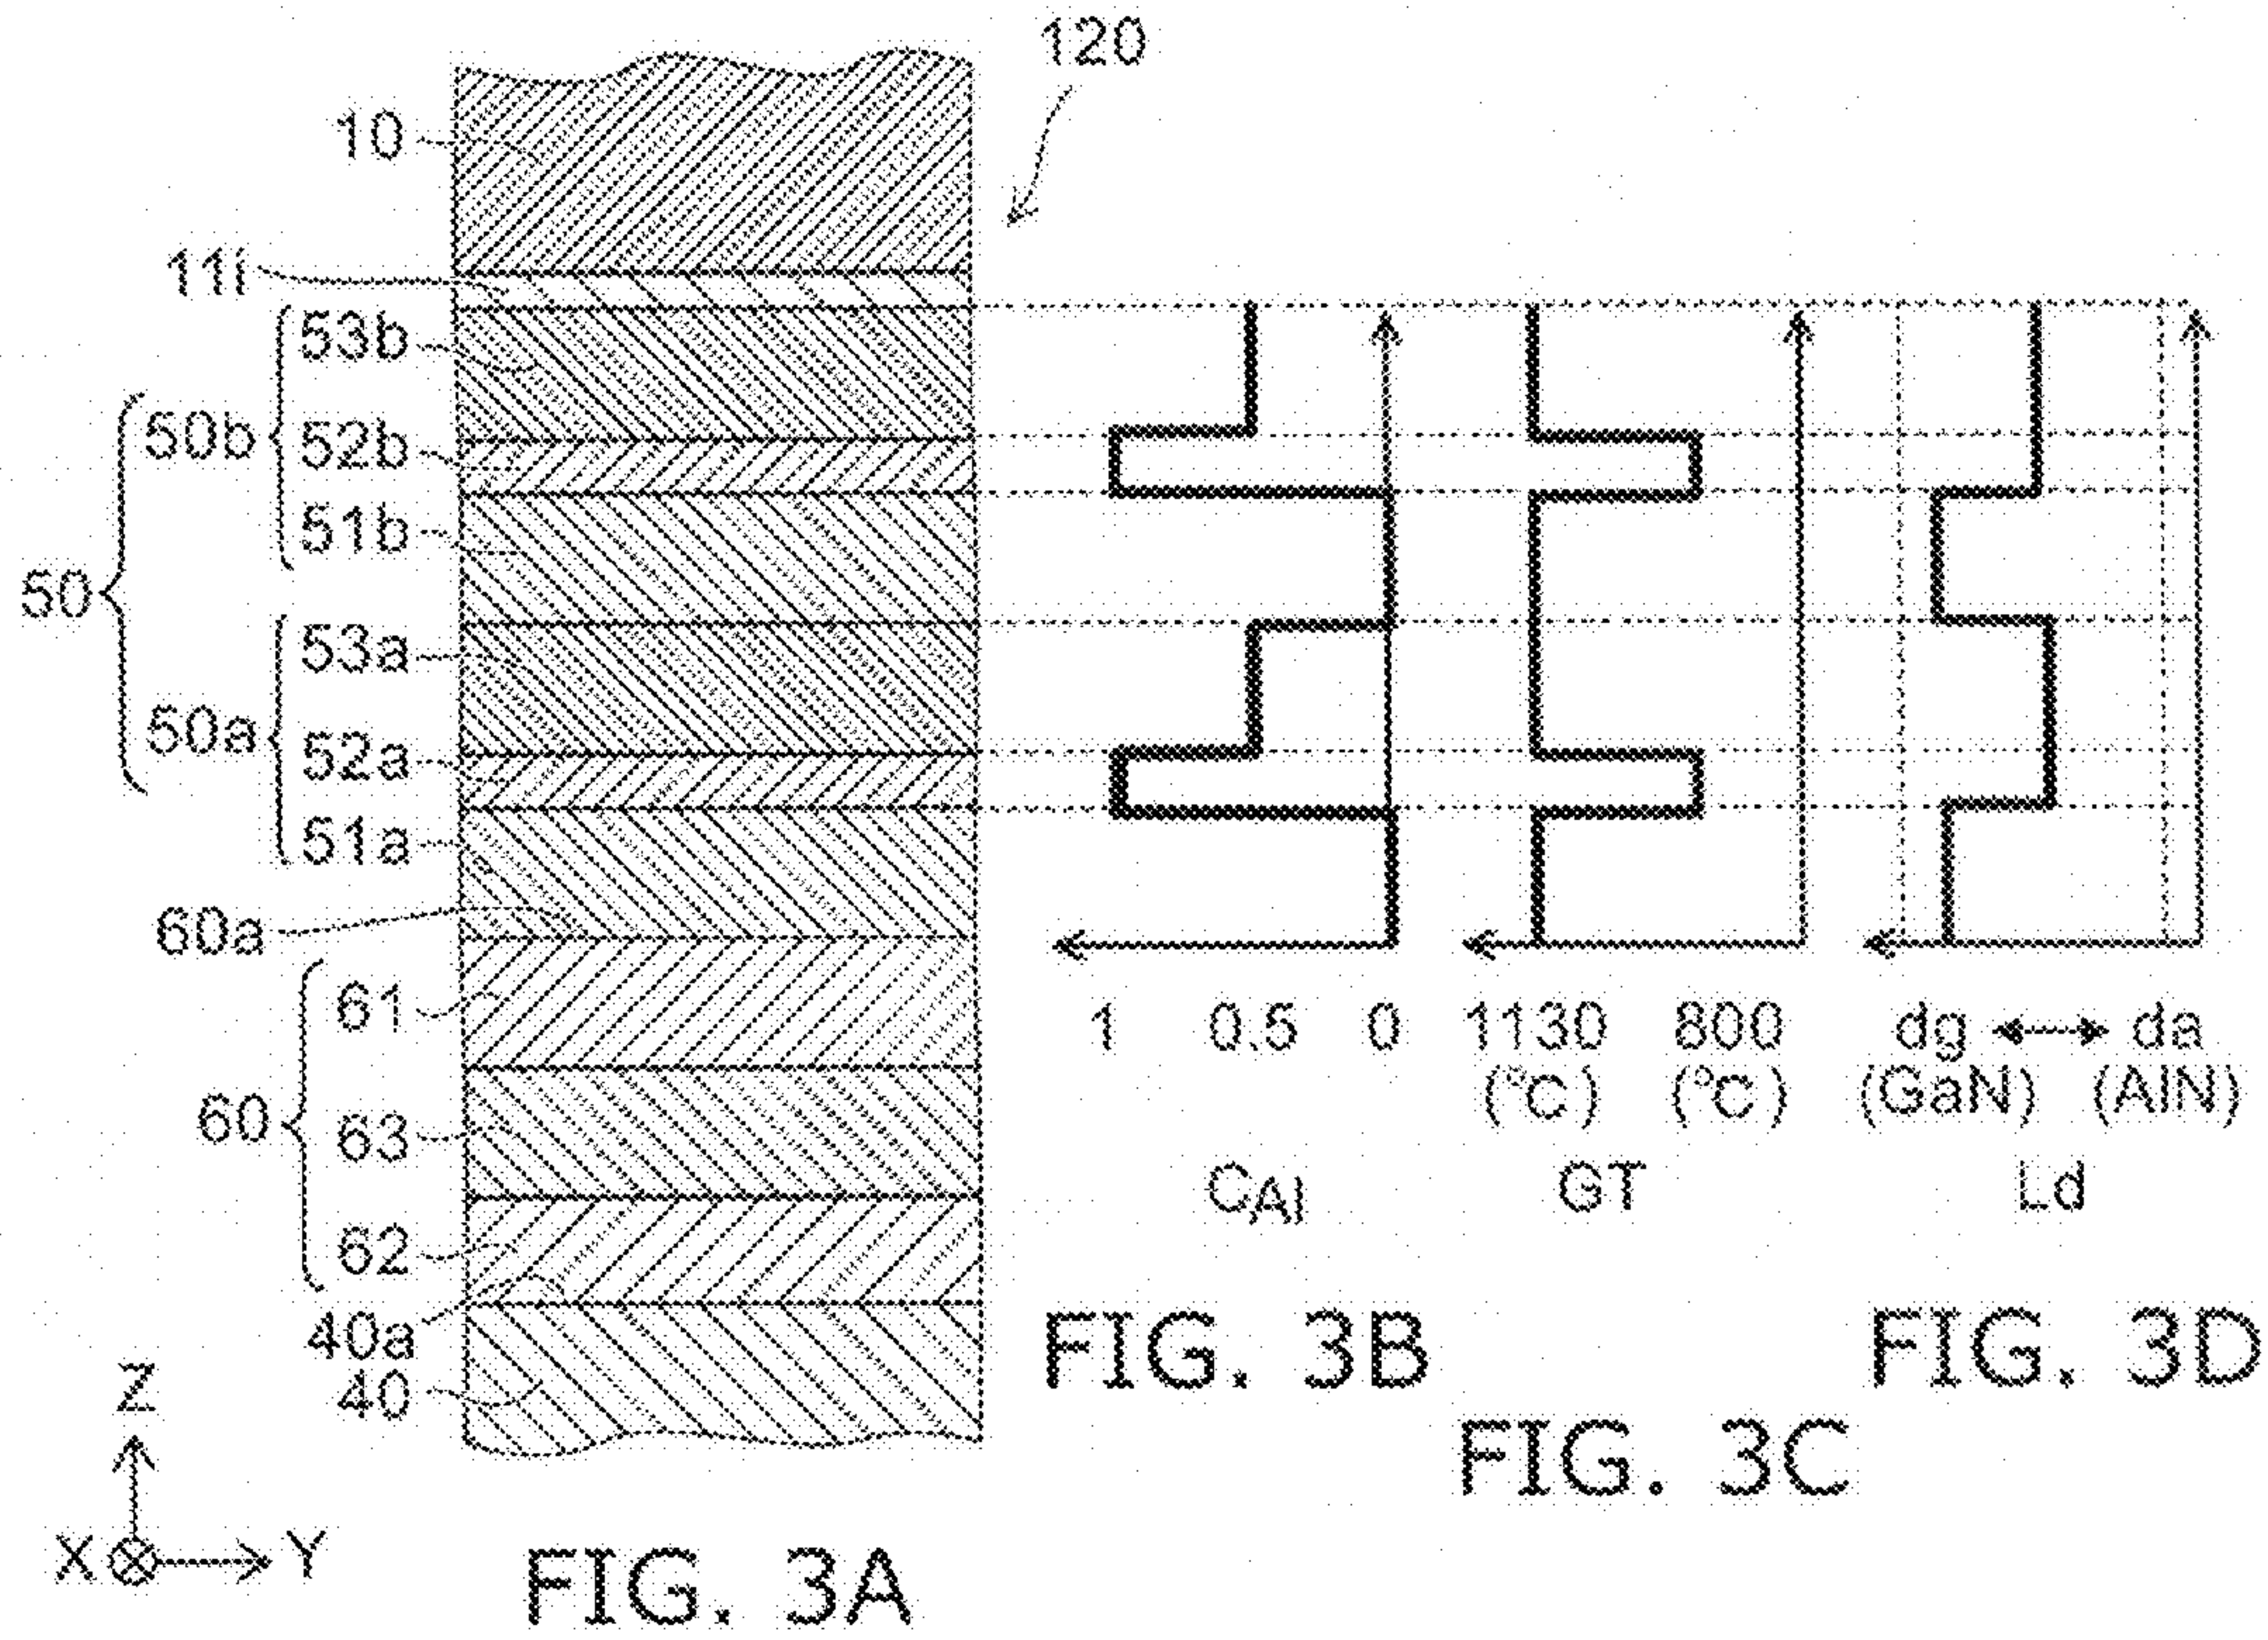 120
10
11i
53b
50b
52b
51b
50
53a
50a
52a
51a
60a
61
60
63
62
40a
40
Z
X
Y
1 0.5 0
1130 800
(°C) (°C)
dg da
(GaN) (AlN)
CAl
GT
Ld
FIG. 3B
FIG. 3D
FIG. 3C
FIG. 3A